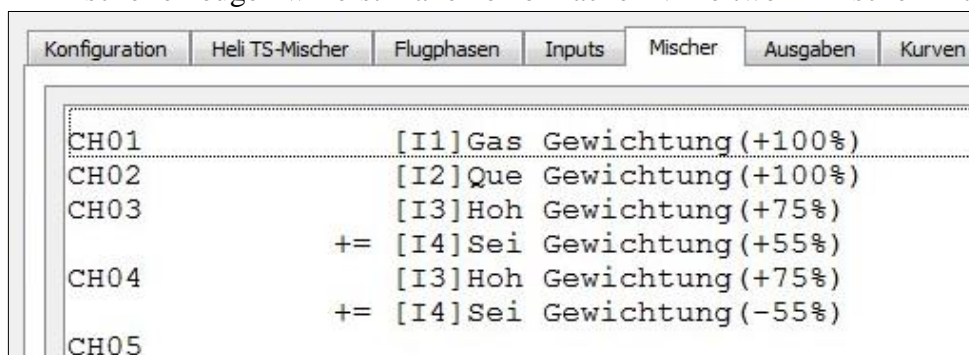 Konfiguration Heli TS-Mischer Flugphasen Inputs Mischer Ausgaben Kurven
CH01 [I1]Gas Gewichtung(+100%)
CH02 [I2]Que Gewichtung(+100%)
CH03 [I3]Hoh Gewichtung(+75%)
+= [I4]Sei Gewichtung(+55%)
CH04 [I3]Hoh Gewichtung(+75%)
+= [I4]Sei Gewichtung(-55%)
CH05